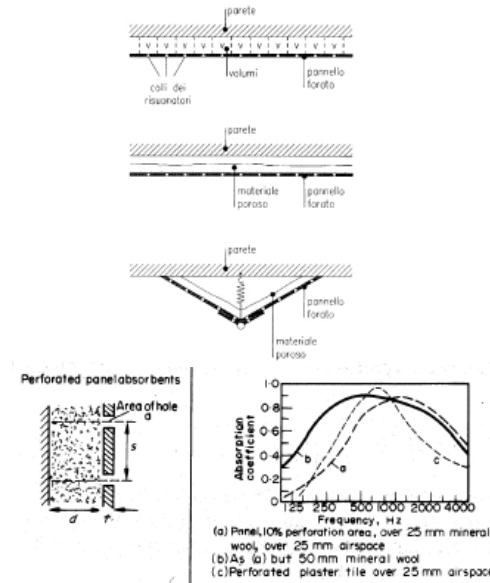 parete
v v v v v v v v v v v
colli dei
risuonatori
volumi
pannello
forato
parete
materiale
poroso
pannello
forato
parete
pannello
forato
materiale
poroso
Perforated panel absorbents
Area of hole
a
s
d
t
Absorption
coefficient
1·0
0·8
0·6
0·4
0·2
0
b
a
c
125 250 500 1000 2000 4000
Frequency, Hz
(a) Panel, 10% perforation area, over 25 mm mineral
wool, over 25 mm airspace
(b) As (a) but 50 mm mineral wool
(c) Perforated plaster tile over 25 mm airspace